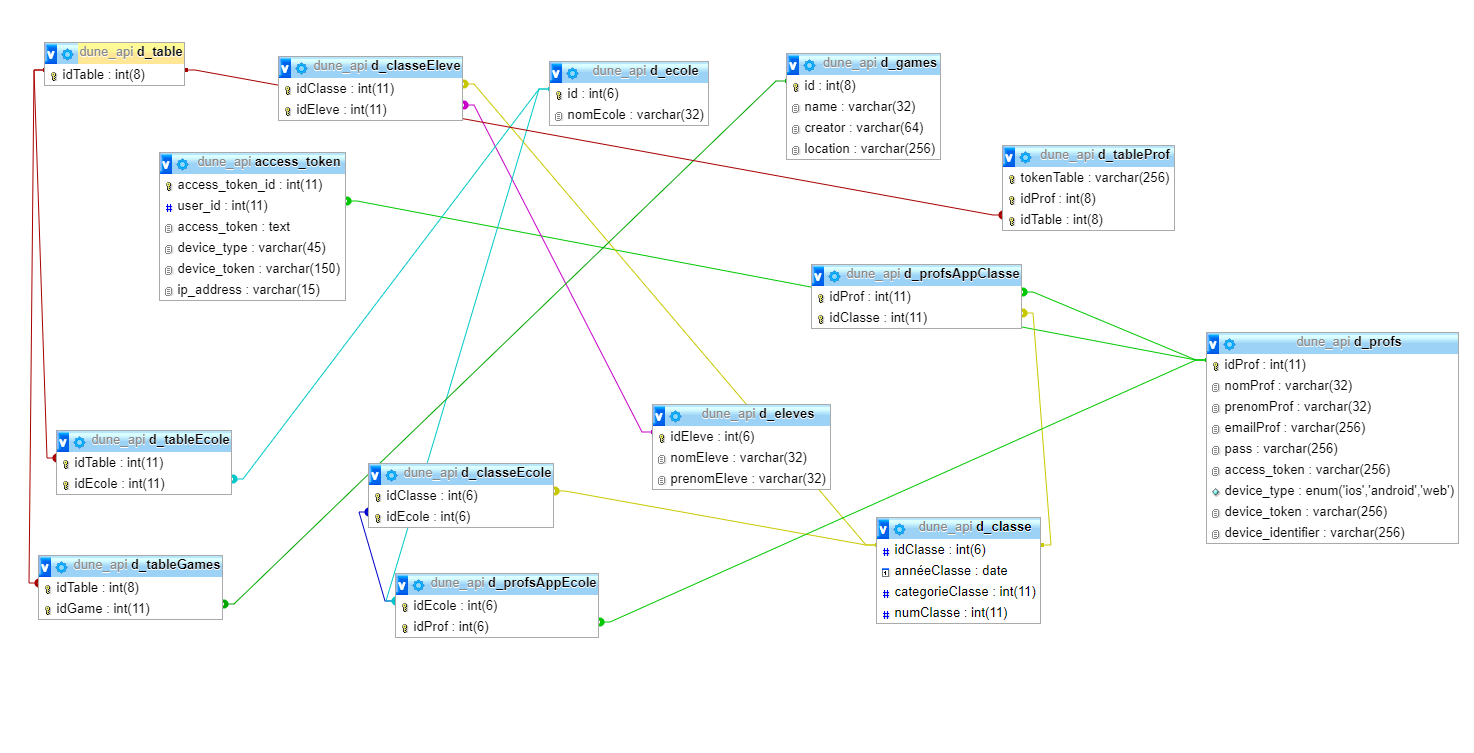 dune_api d_table
idTable : int(8)
dune_api d_classeEleve
idClasse : int(11)
idEleve : int(11)
dune_api d_ecole
id : int(6)
nomEcole : varchar(32)
dune_api d_games
id : int(8)
name : varchar(32)
creator : varchar(64)
location : varchar(256)
dune_api d_tableProf
tokenTable : varchar(256)
idProf : int(8)
idTable : int(8)
dune_api access_token
access_token_id : int(11)
user_id : int(11)
access_token : text
device_type : varchar(45)
device_token : varchar(150)
ip_address : varchar(15)
dune_api d_profsAppClasse
idProf : int(11)
idClasse : int(11)
dune_api d_profs
idProf : int(11)
nomProf : varchar(32)
prenomProf : varchar(32)
emailProf : varchar(256)
pass : varchar(256)
access_token : varchar(256)
device_type : enum('ios','android','web')
device_token : varchar(256)
device_identifier : varchar(256)
dune_api d_eleves
idEleve : int(6)
nomEleve : varchar(32)
prenomEleve : varchar(32)
dune_api d_tableEcole
idTable : int(11)
idEcole : int(11)
dune_api d_classeEcole
idClasse : int(6)
idEcole : int(6)
dune_api d_classe
idClasse : int(6)
annéeClasse : date
categorieClasse : int(11)
numClasse : int(11)
dune_api d_tableGames
idTable : int(8)
idGame : int(11)
dune_api d_profsAppEcole
idEcole : int(6)
idProf : int(6)